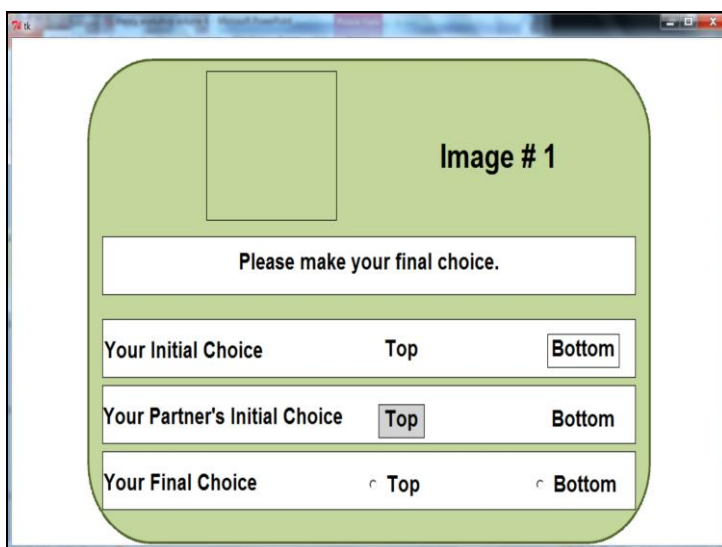 tk
Image # 1
Please make your final choice.
Your Initial Choice Top Bottom
Your Partner's Initial Choice Top Bottom
Your Final Choice Top Bottom